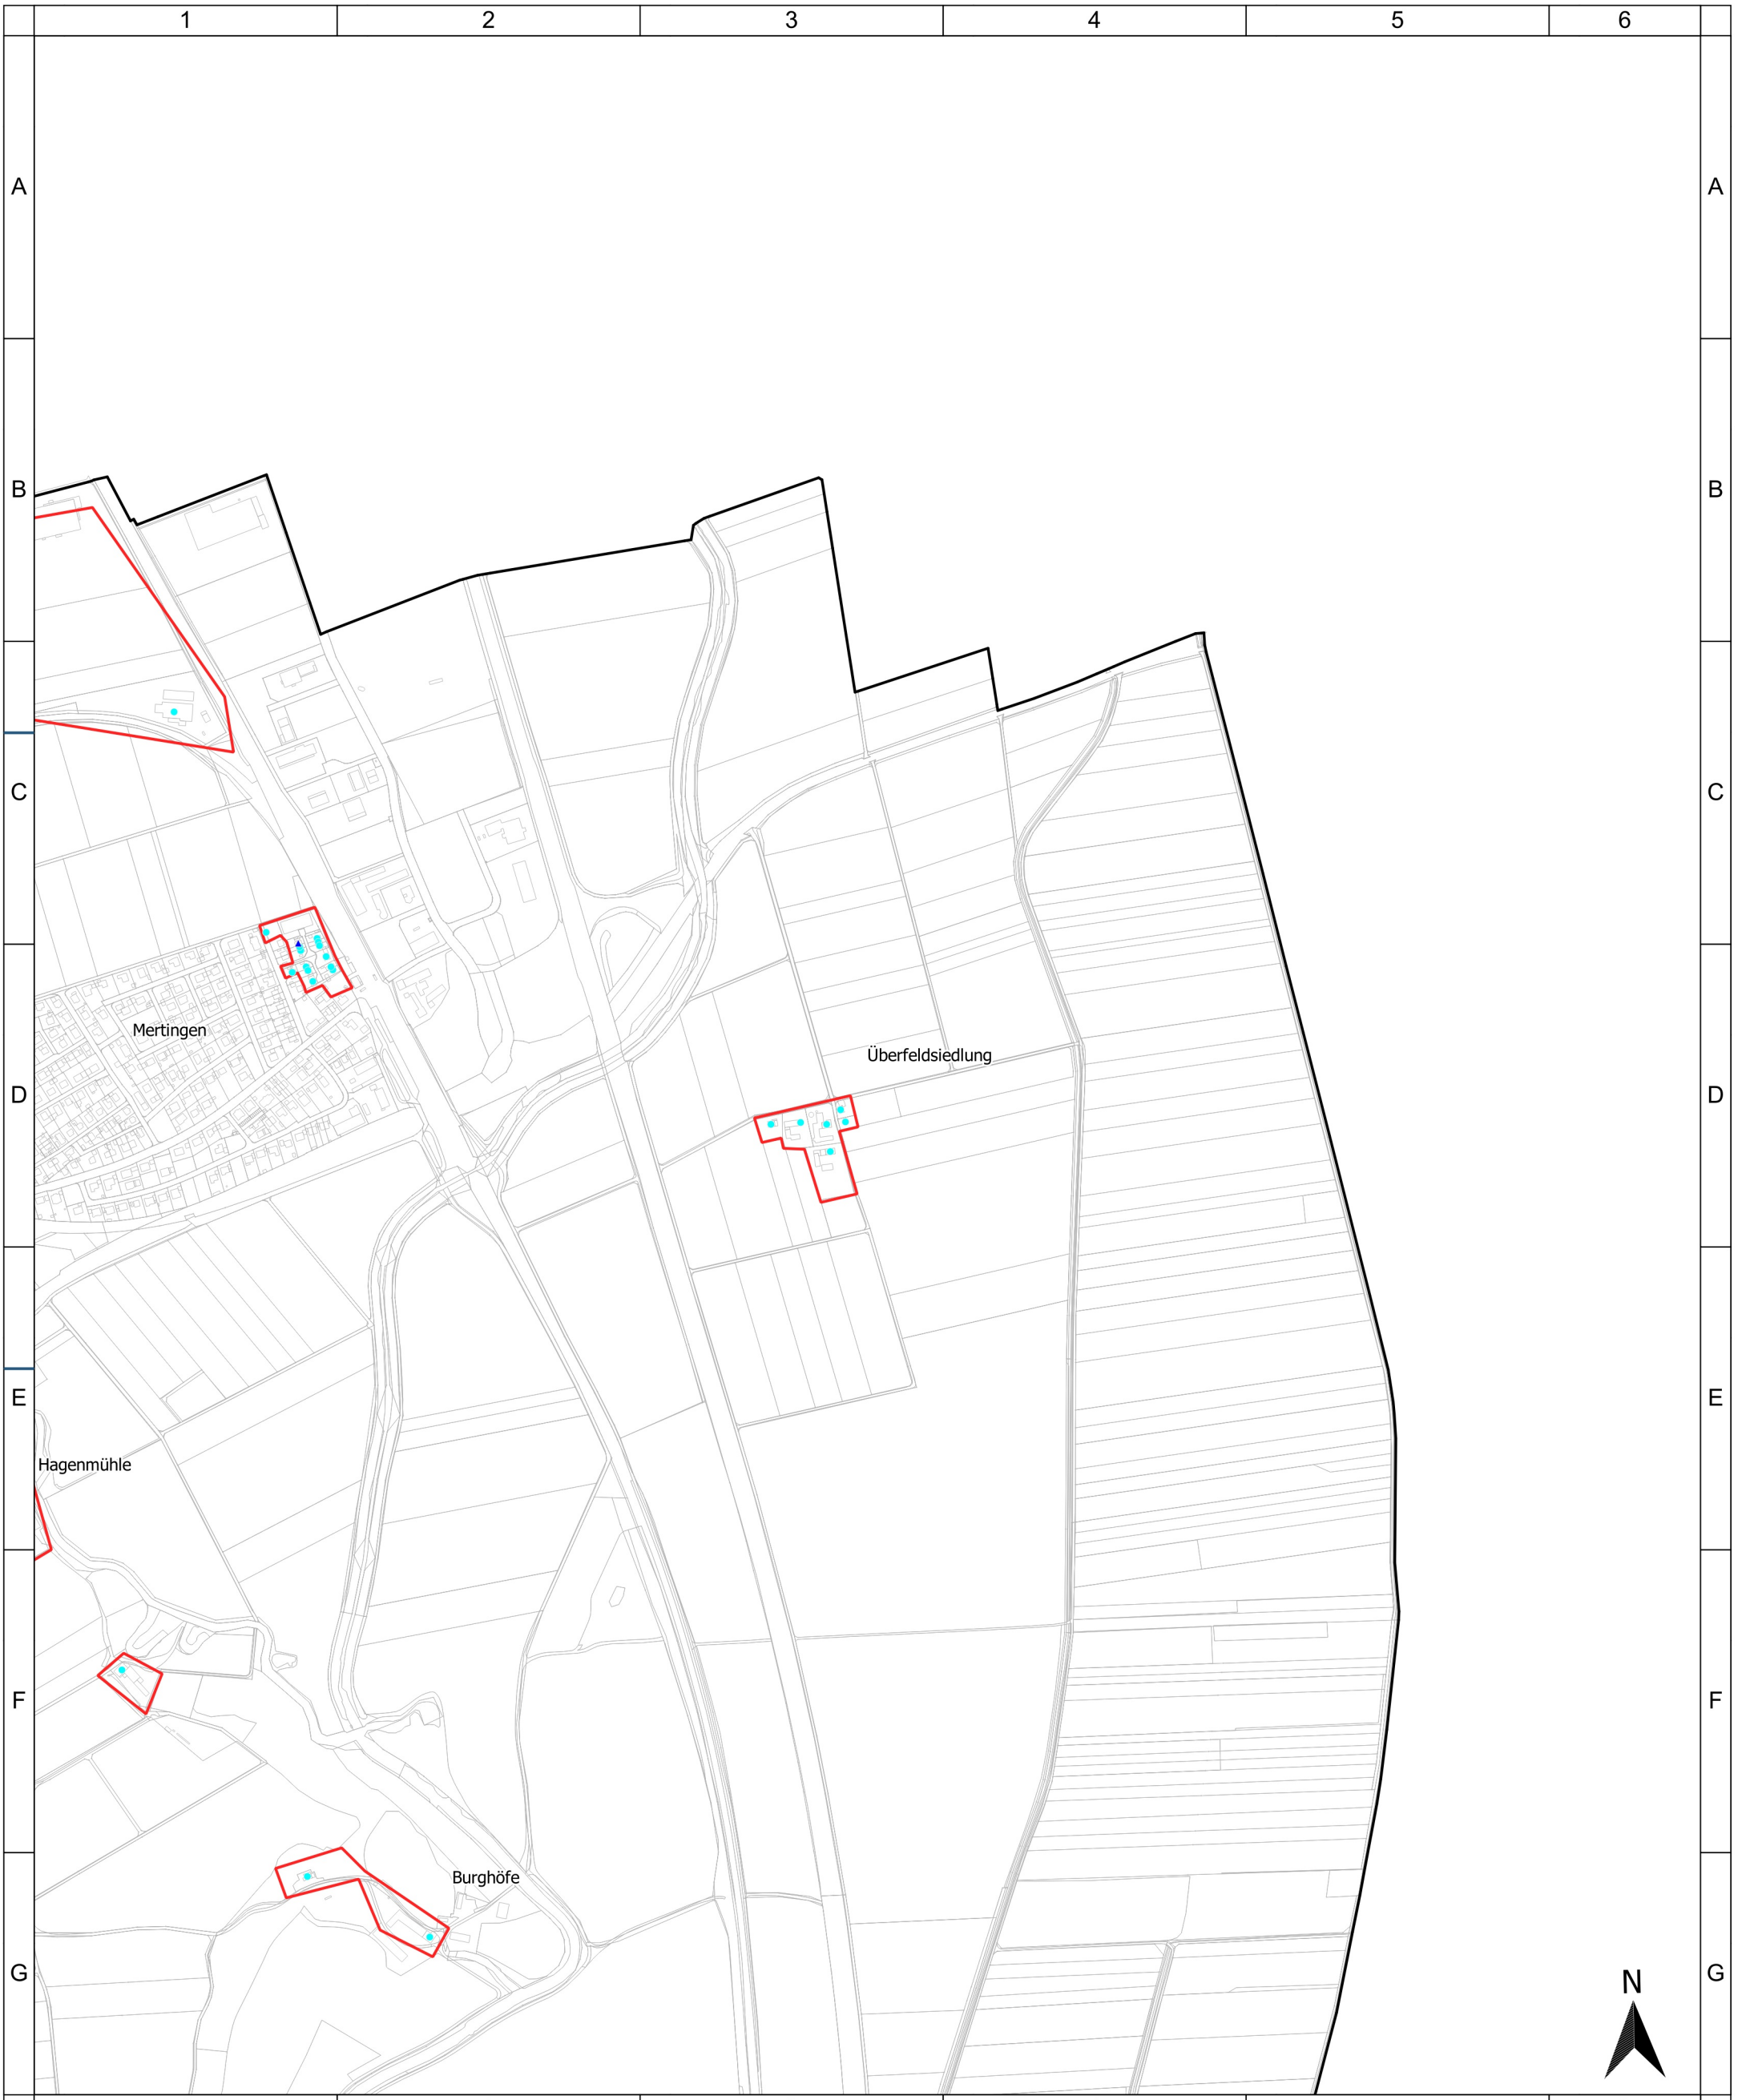 1 2 3 4 5 6
A A
B B
C C
Mertingen
Überfeldsiedlung
D D
E E
Hagenmühle
F F
Burghöfe
G G
N